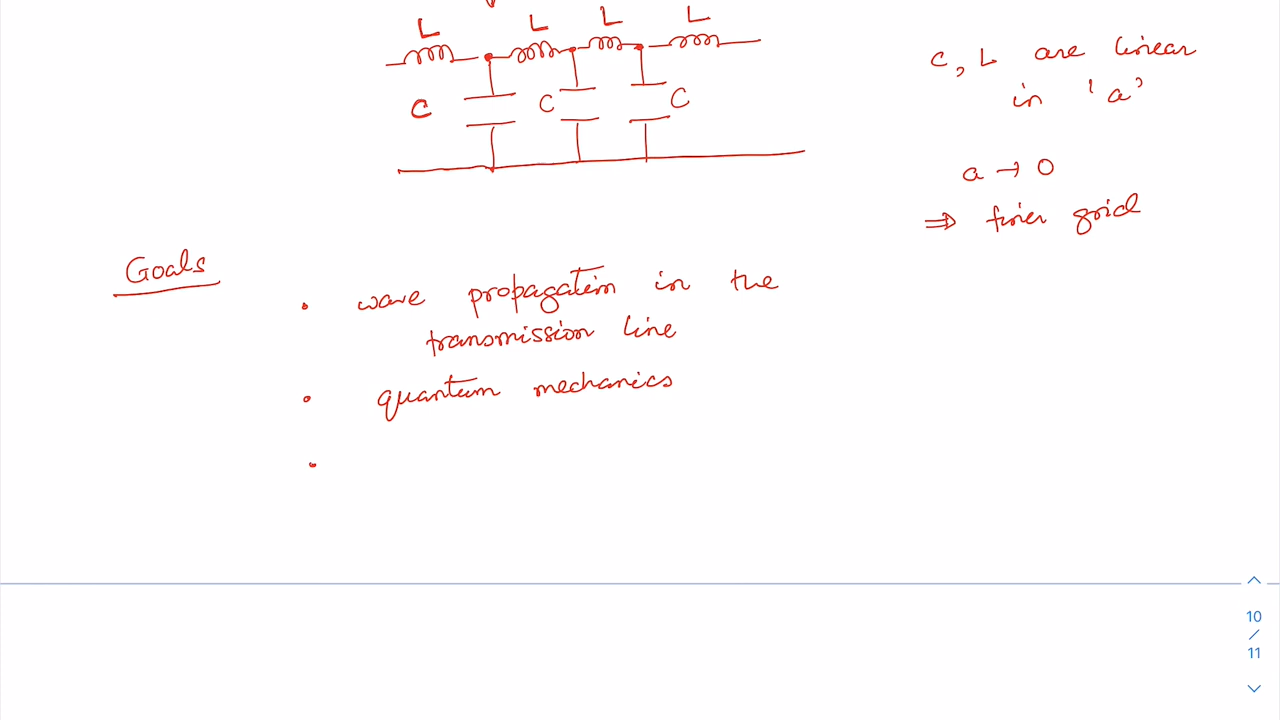 L L L L
C C C
C, L are linear
in 'a'
a → 0
⇒ finer grid
Goals
• wave propagation in the
transmission line
• quantum mechanics
•
10
/
11